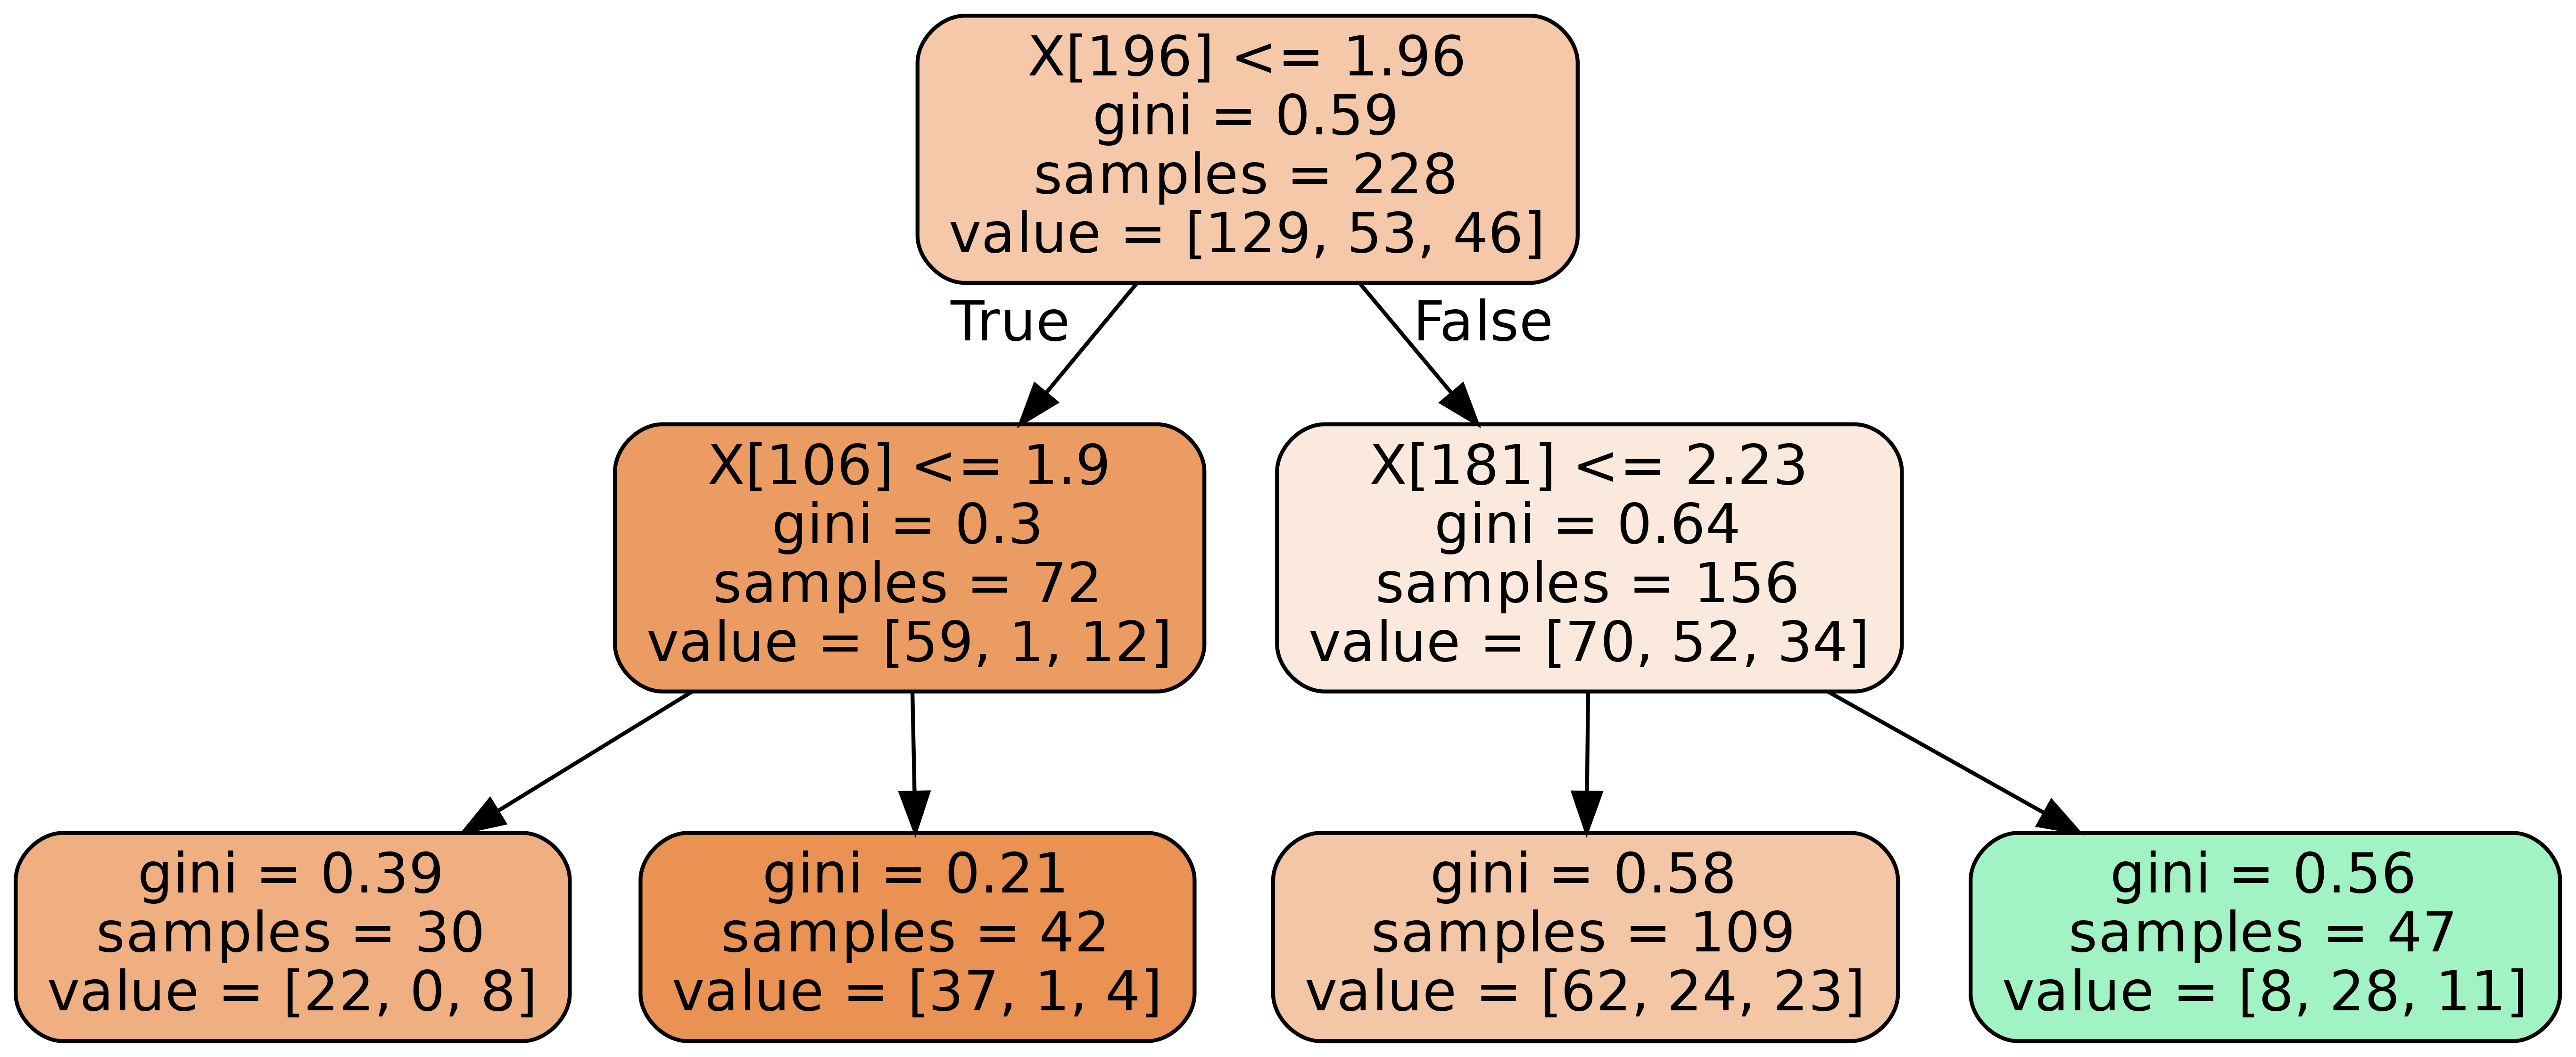 X[196] <= 1.96
gini = 0.59
samples = 228
value = [129, 53, 46]
True
False
X[106] <= 1.9
gini = 0.3
samples = 72
value = [59, 1, 12]
X[181] <= 2.23
gini = 0.64
samples = 156
value = [70, 52, 34]
gini = 0.39
samples = 30
value = [22, 0, 8]
gini = 0.21
samples = 42
value = [37, 1, 4]
gini = 0.58
samples = 109
value = [62, 24, 23]
gini = 0.56
samples = 47
value = [8, 28, 11]